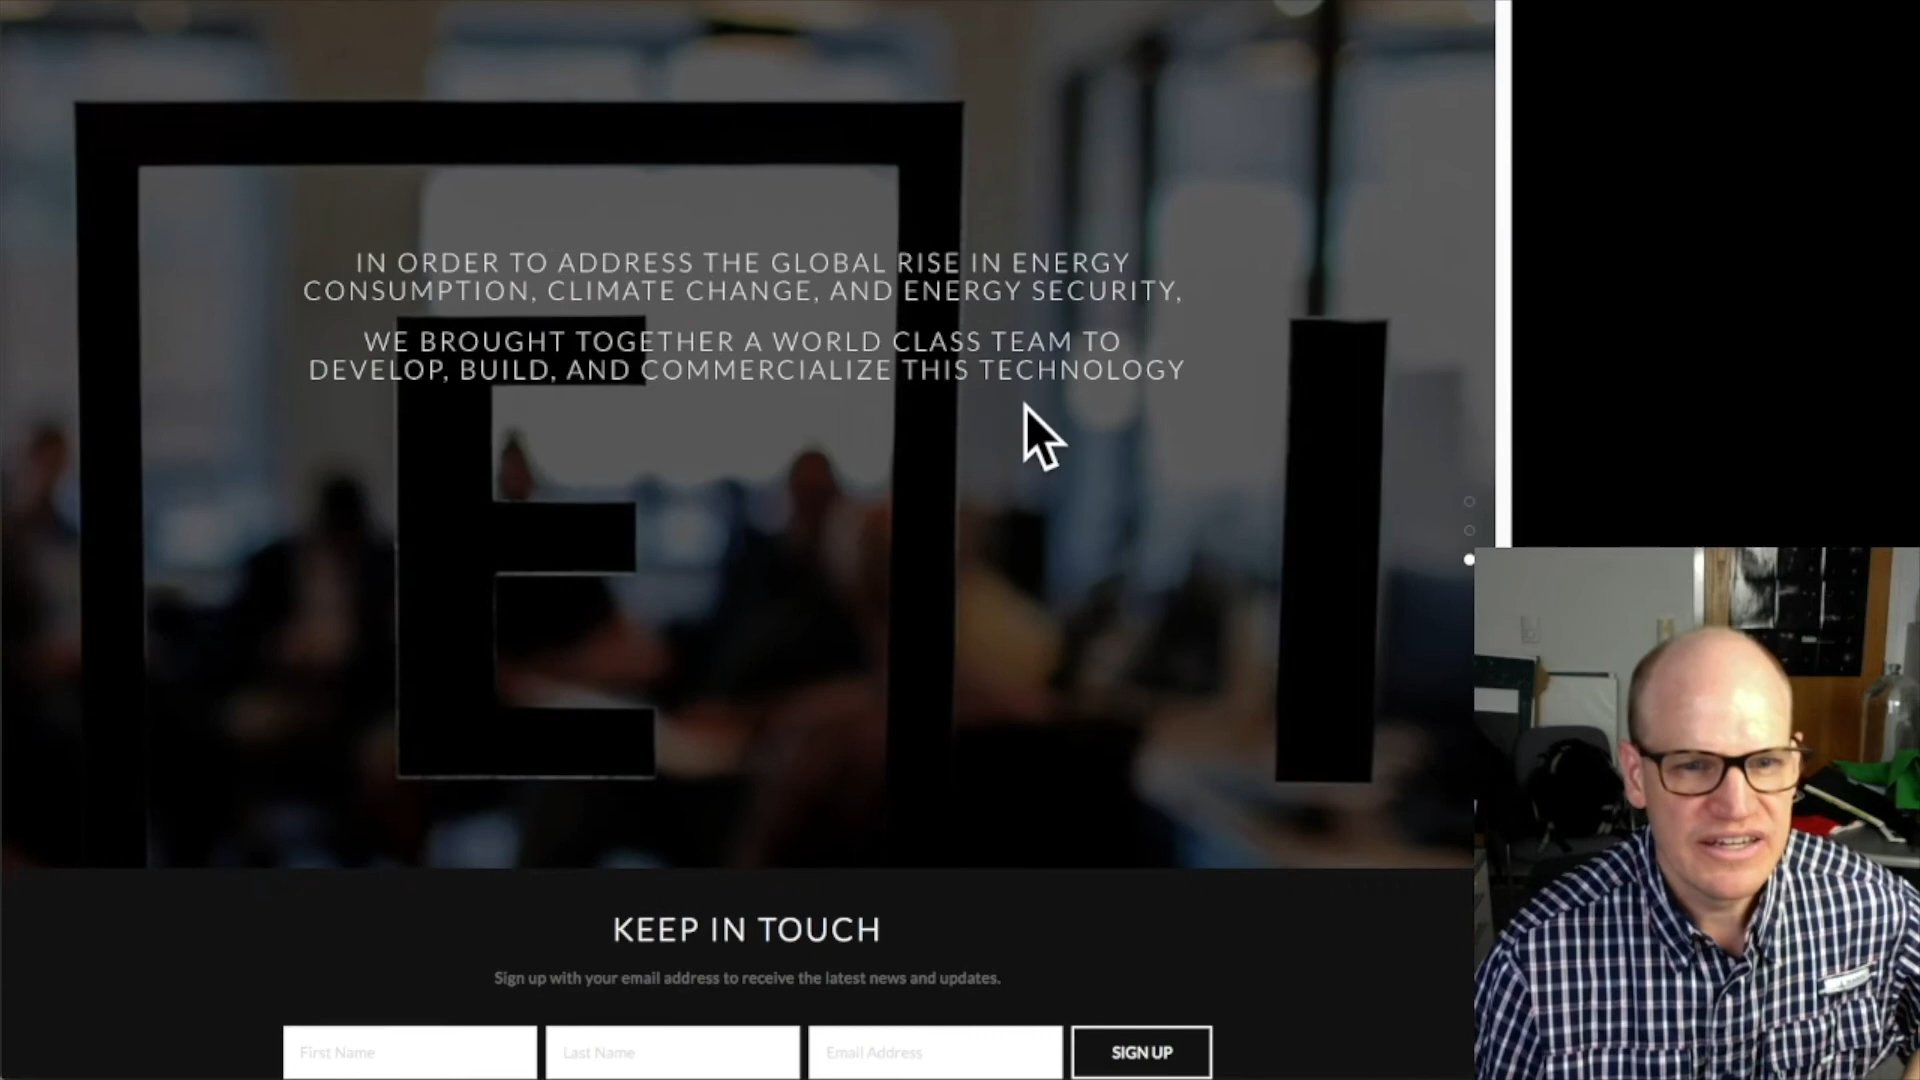 IN ORDER TO ADDRESS THE GLOBAL RISE IN ENERGY
CONSUMPTION, CLIMATE CHANGE, AND ENERGY SECURITY,
WE BROUGHT TOGETHER A WORLD CLASS TEAM TO
DEVELOP, BUILD, AND COMMERCIALIZE THIS TECHNOLOGY
E I
KEEP IN TOUCH
Sign up with your email address to receive the latest news and updates.
First Name Last Name Email Address SIGN UP